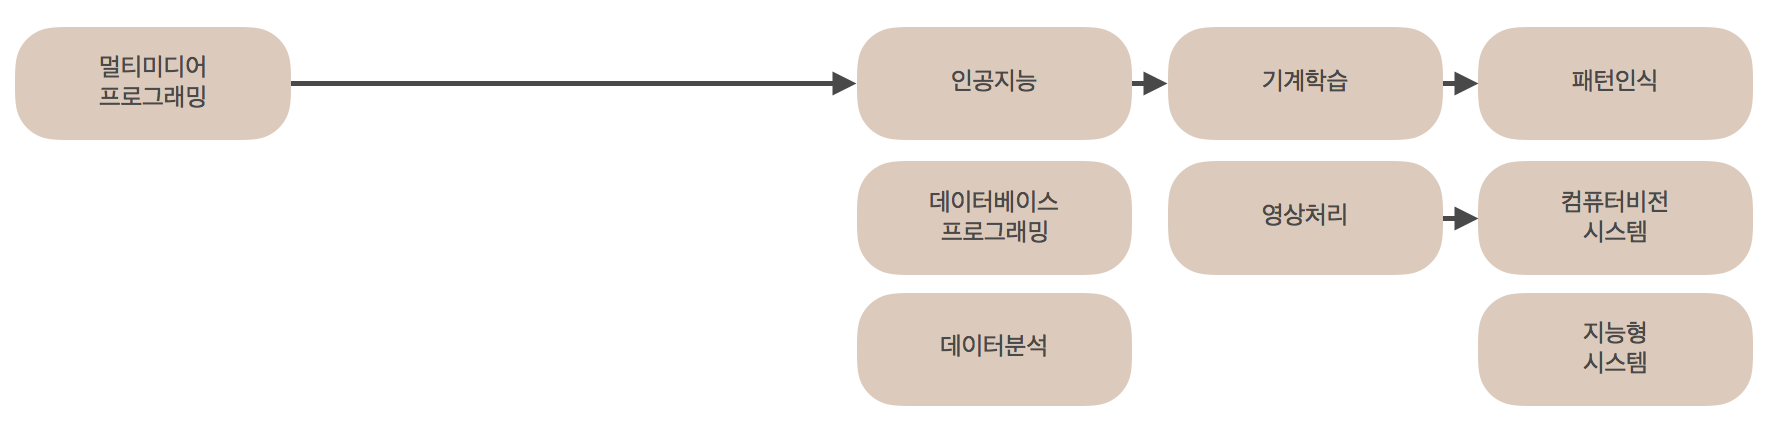 멀티미디어
프로그래밍
인공지능
기계학습
패턴인식
데이터베이스
프로그래밍
영상처리
컴퓨터비전
시스템
데이터분석
지능형
시스템